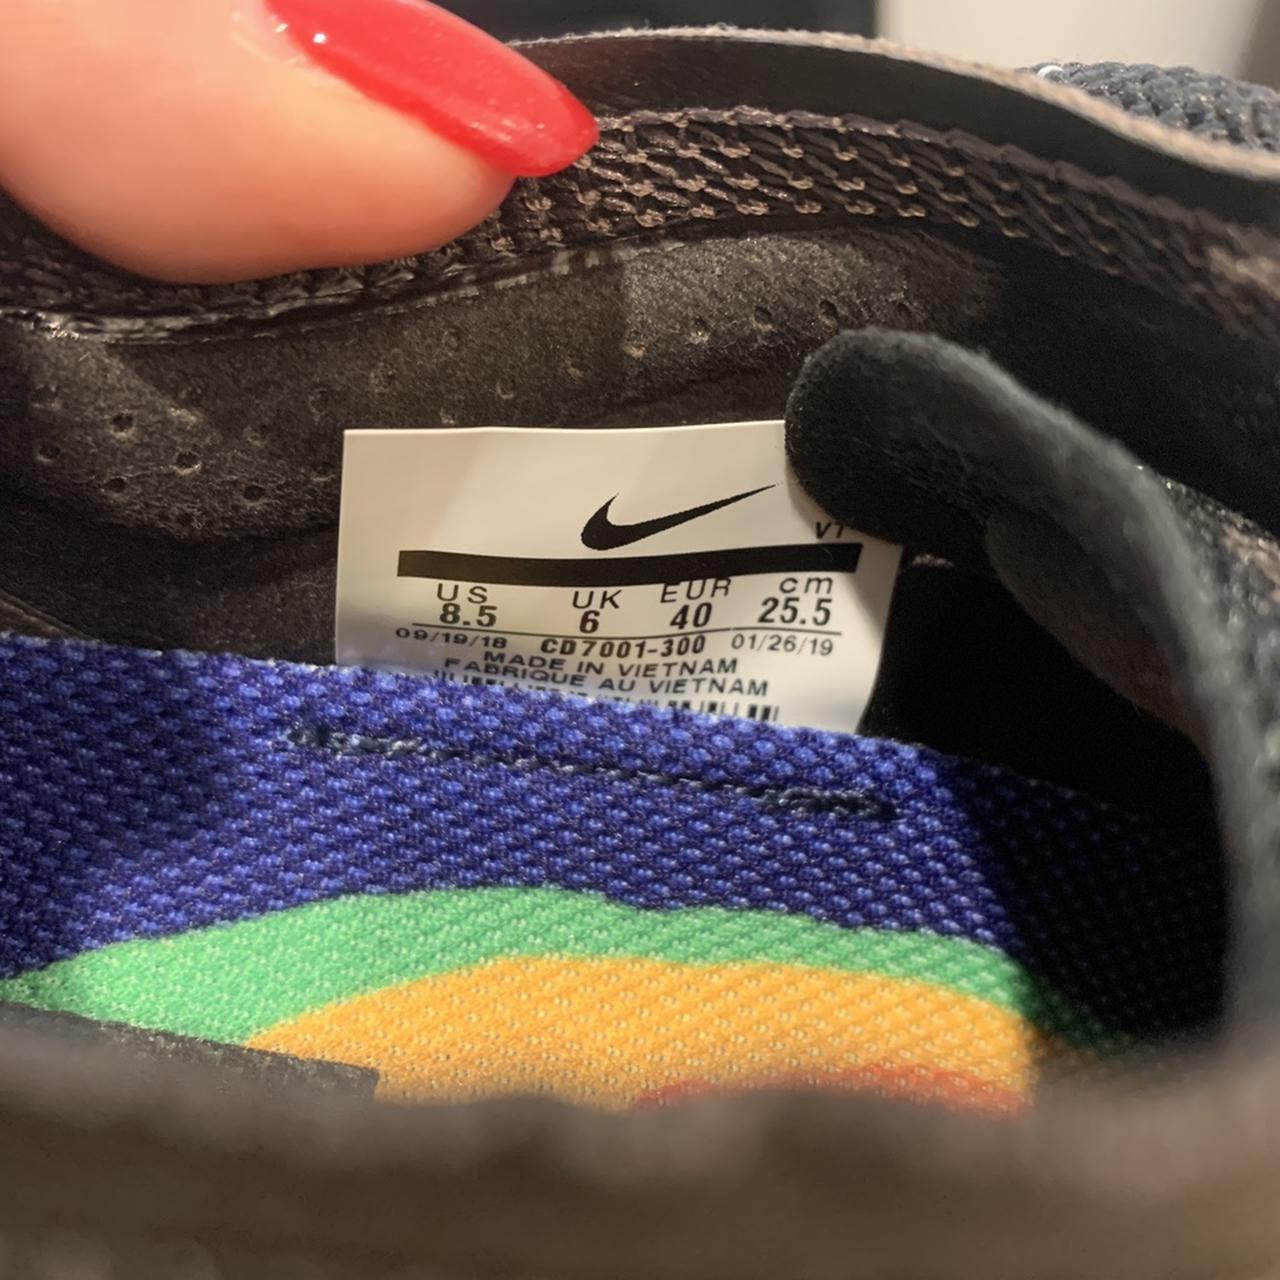 V1
US UK EUR cm
8.5 6 40 25.5
09/19/18 CD7001-300 01/26/19
MADE IN VIETNAM
FABRIQUE AU VIETNAM